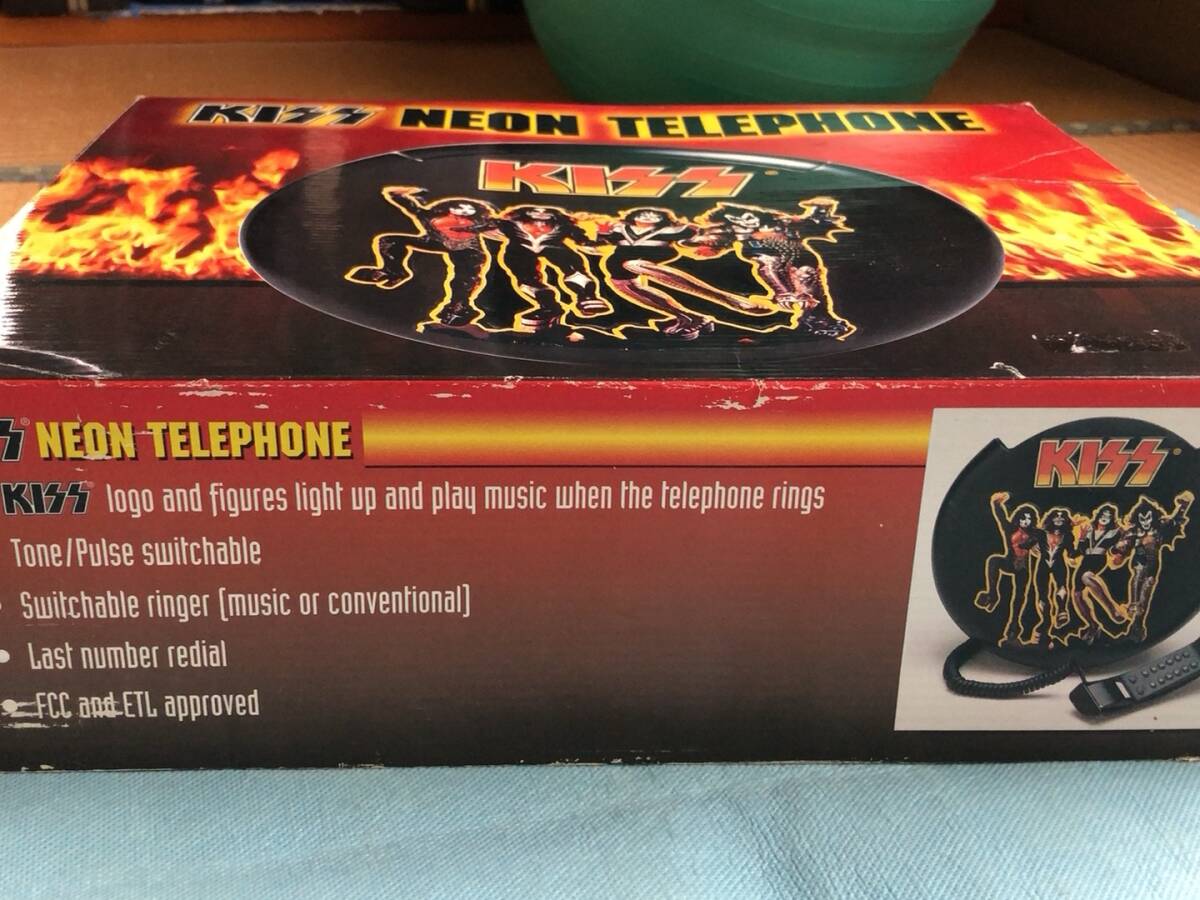 KISS NEON TELEPHONE
KISS
NEON TELEPHONE
KISS® logo and figures light up and play music when the telephone rings
Tone/Pulse switchable
• Switchable ringer (music or conventional)
• Last number redial
• FCC and ETL approved
KISS